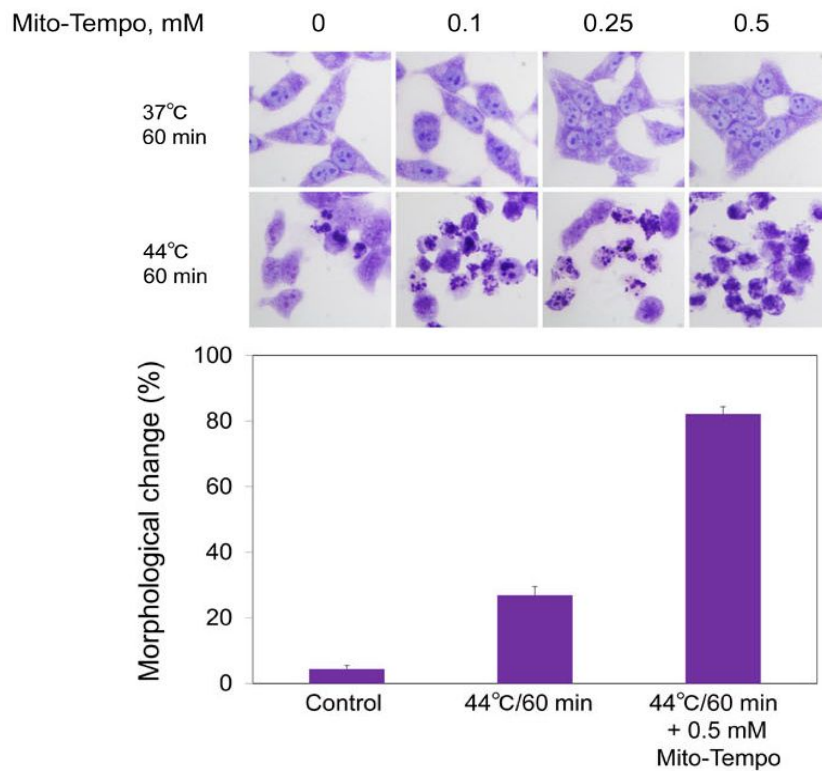 Mito-Tempo, mM 0 0.1 0.25 0.5
37℃
60 min
44℃
60 min
Morphological change (%)
100
80
60
40
20
0
Control
44℃/60 min
44℃/60 min
+ 0.5 mM
Mito-Tempo